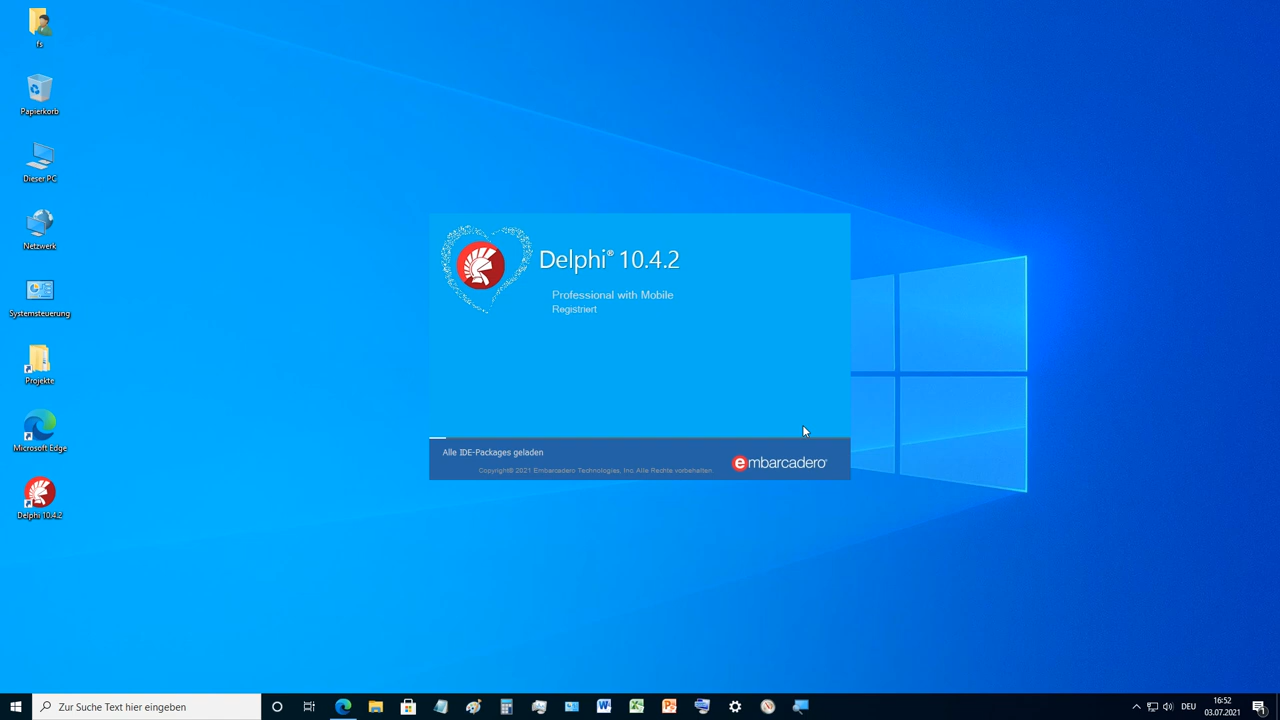 fs
Papierkorb
Dieser PC
Netzwerk
Systemsteuerung
Projekte
Microsoft Edge
Delphi 10.4.2
Delphi® 10.4.2
Professional with Mobile
Registriert
Alle IDE-Packages geladen
Copyright© 2021 Embarcadero Technologies, Inc. Alle Rechte vorbehalten.
embarcadero
Zur Suche Text hier eingeben
DEU
16:52
03.07.2021
1